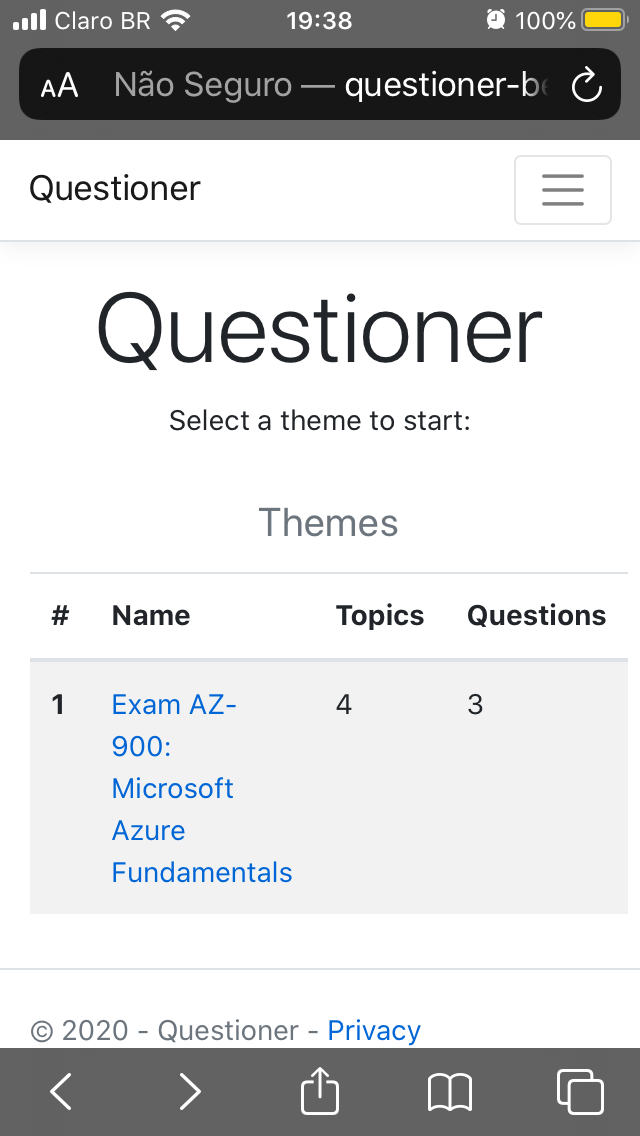 Claro BR 19:38 100%
AA Não Seguro — questioner-b
Questioner
Questioner
Select a theme to start:
Themes
# Name Topics Questions
1 Exam AZ- 4 3
900:
Microsoft
Azure
Fundamentals
© 2020 - Questioner - Privacy